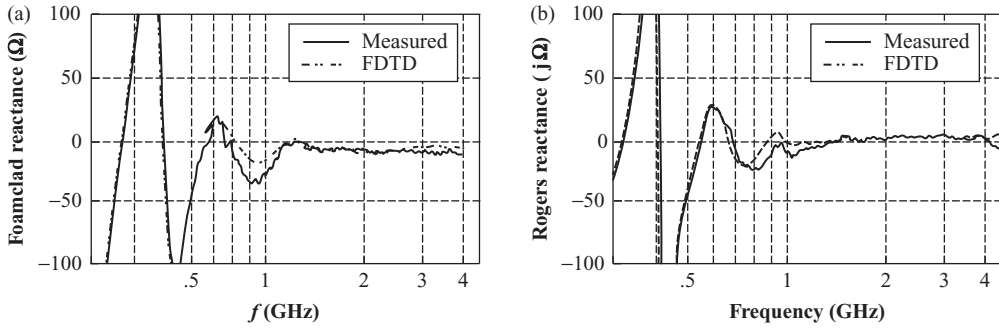 (a)
Foamclad reactance (Ω)
100
50
0
−50
−100
Measured
FDTD
.5
1
2
3
4
f (GHz)
(b)
Rogers reactance ( jΩ)
100
50
0
−50
−100
Measured
FDTD
.5
1
2
3
4
Frequency (GHz)